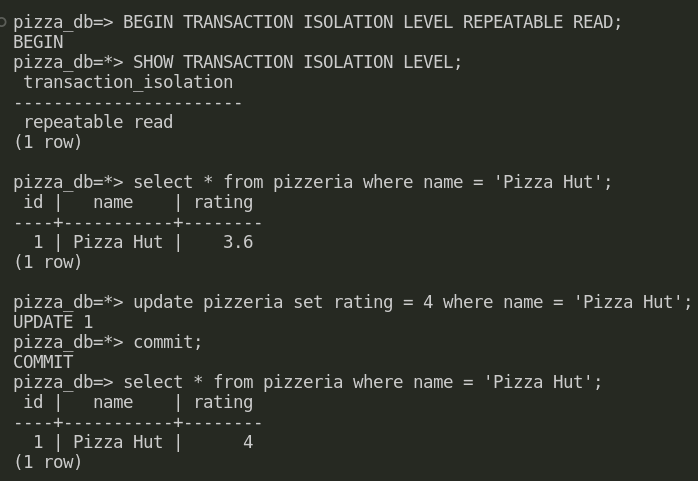 pizza_db=> BEGIN TRANSACTION ISOLATION LEVEL REPEATABLE READ;
BEGIN
pizza_db=*> SHOW TRANSACTION ISOLATION LEVEL;
 transaction_isolation
-----------------------
 repeatable read
(1 row)

pizza_db=*> select * from pizzeria where name = 'Pizza Hut';
 id |   name    | rating
----+-----------+--------
  1 | Pizza Hut |    3.6
(1 row)

pizza_db=*> update pizzeria set rating = 4 where name = 'Pizza Hut';
UPDATE 1
pizza_db=*> commit;
COMMIT
pizza_db=> select * from pizzeria where name = 'Pizza Hut';
 id |   name    | rating
----+-----------+--------
  1 | Pizza Hut |      4
(1 row)